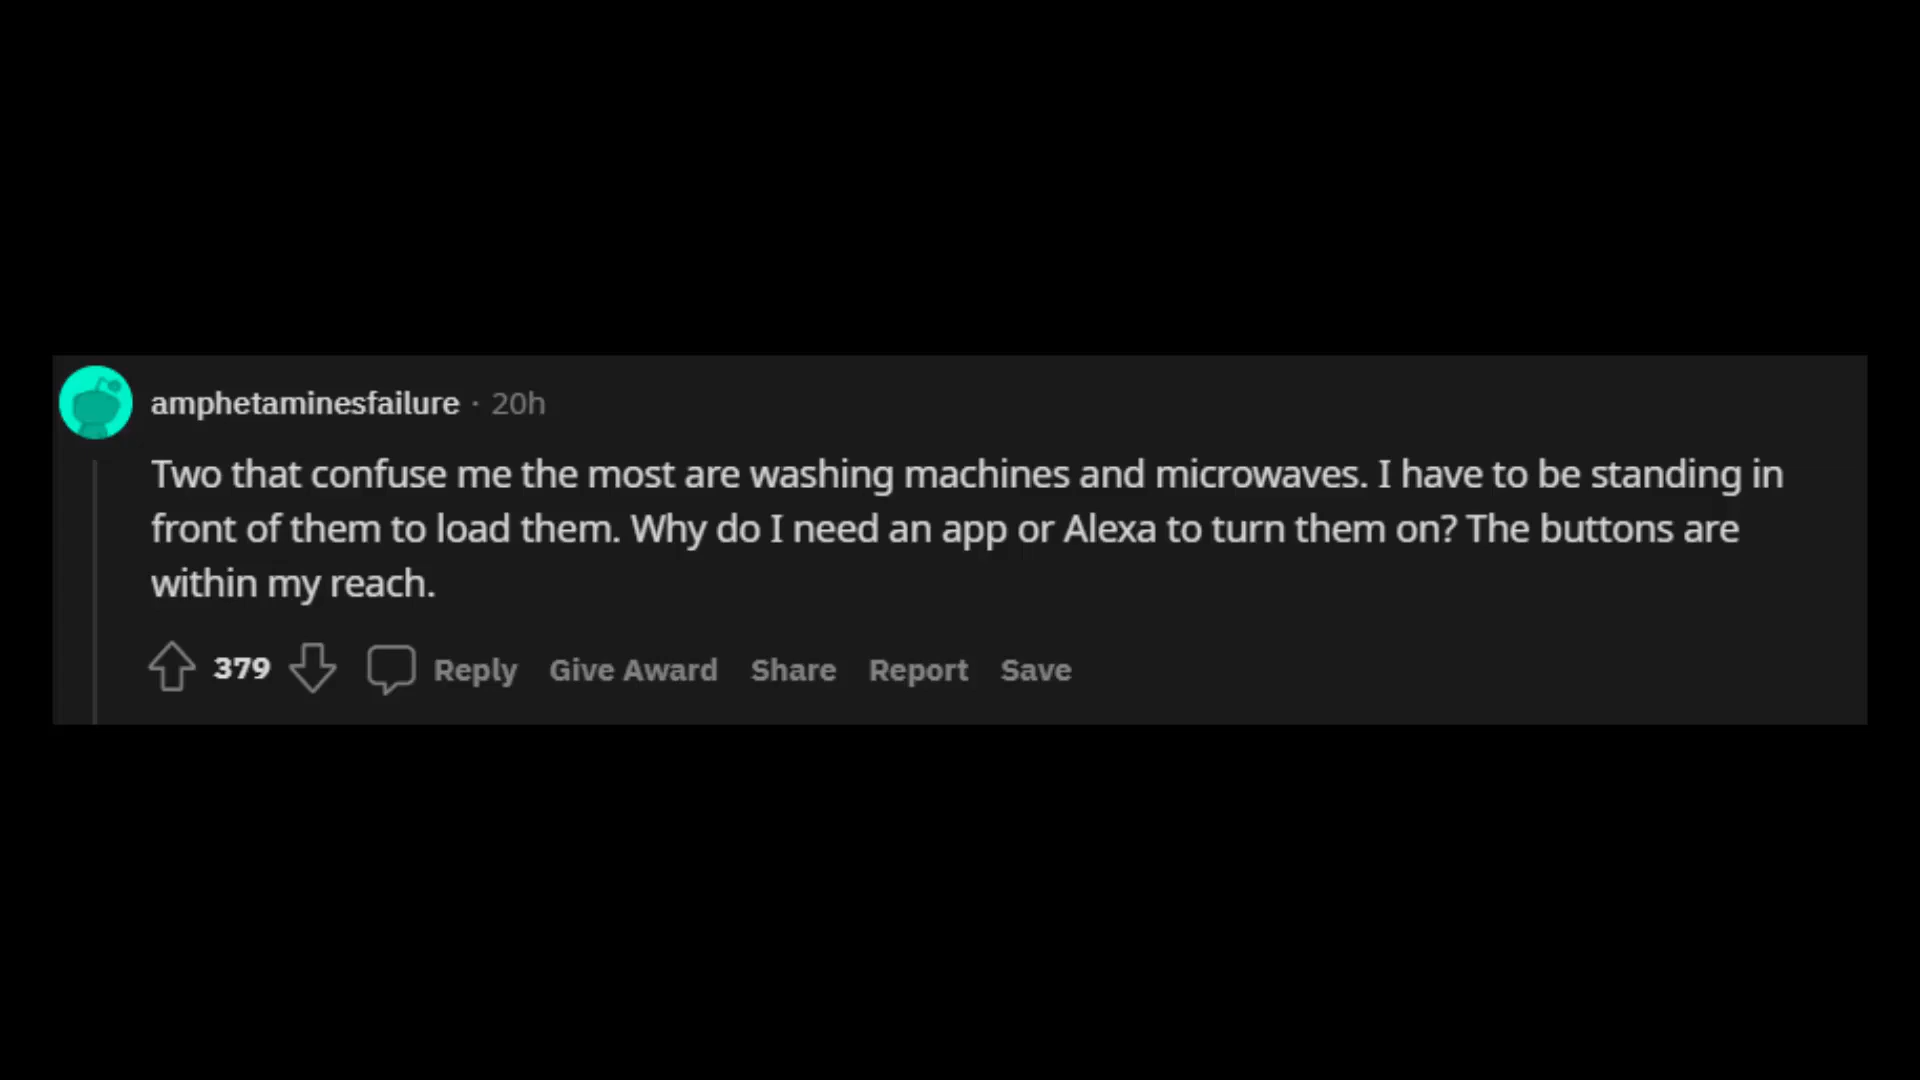 amphetaminesfailure · 20h
Two that confuse me the most are washing machines and microwaves. I have to be standing in
front of them to load them. Why do I need an app or Alexa to turn them on? The buttons are
within my reach.
379 Reply Give Award Share Report Save